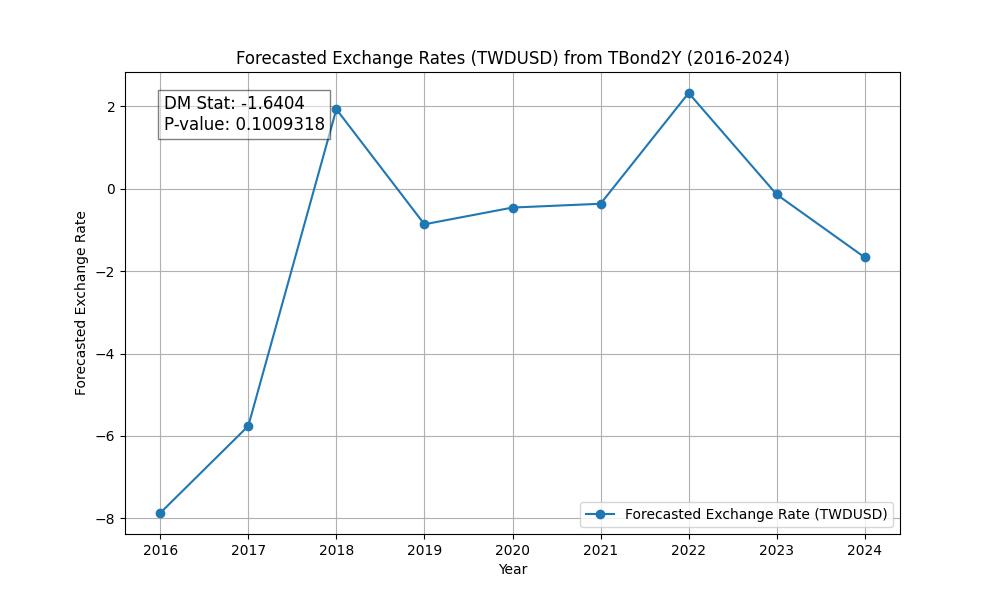 Forecasted Exchange Rates (TWDUSD) from TBond2Y (2016-2024)
DM Stat: -1.6404
P-value: 0.1009318
Forecasted Exchange Rate
2
0
−2
−4
−6
−8
Forecasted Exchange Rate (TWDUSD)
2016 2017 2018 2019 2020 2021 2022 2023 2024
Year